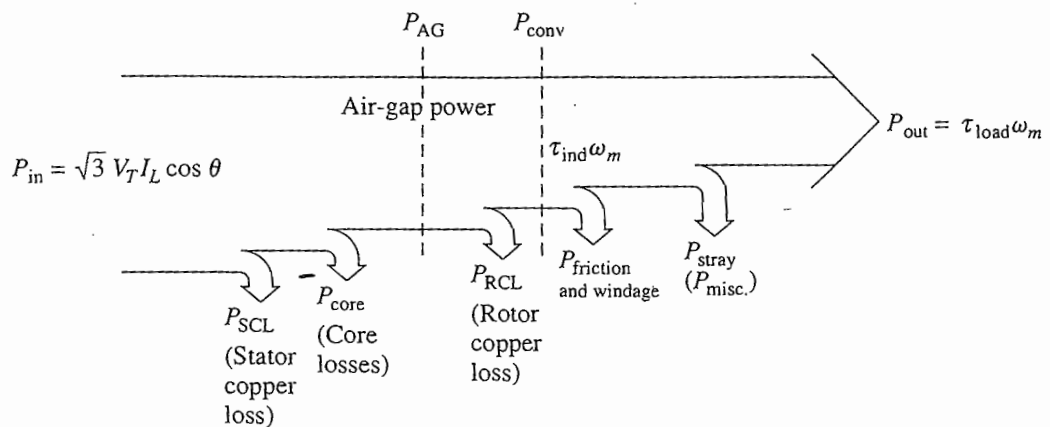 P_AG
P_conv
Air-gap power
P_out = τ_load ω_m
P_in = √3 V_T I_L cos θ
τ_ind ω_m
P_SCL
(Stator
copper
loss)
P_core
(Core
losses)
P_RCL
(Rotor
copper
loss)
P_friction
and windage
P_stray
(P_misc.)